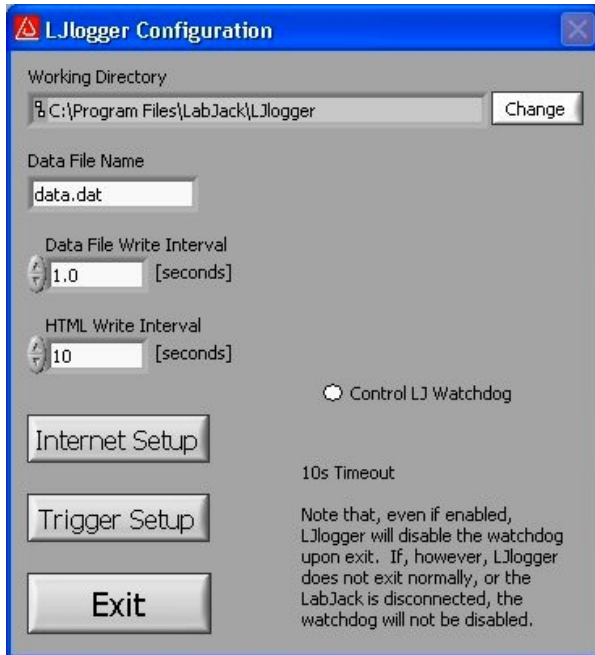 LJlogger Configuration
Working Directory
C:\Program Files\LabJack\LJlogger
Change
Data File Name
data.dat
Data File Write Interval
1.0 [seconds]
HTML Write Interval
10 [seconds]
Control LJ Watchdog
Internet Setup
10s Timeout
Trigger Setup
Note that, even if enabled,
LJlogger will disable the watchdog
upon exit. If, however, LJlogger
does not exit normally, or the
LabJack is disconnected, the
watchdog will not be disabled.
Exit